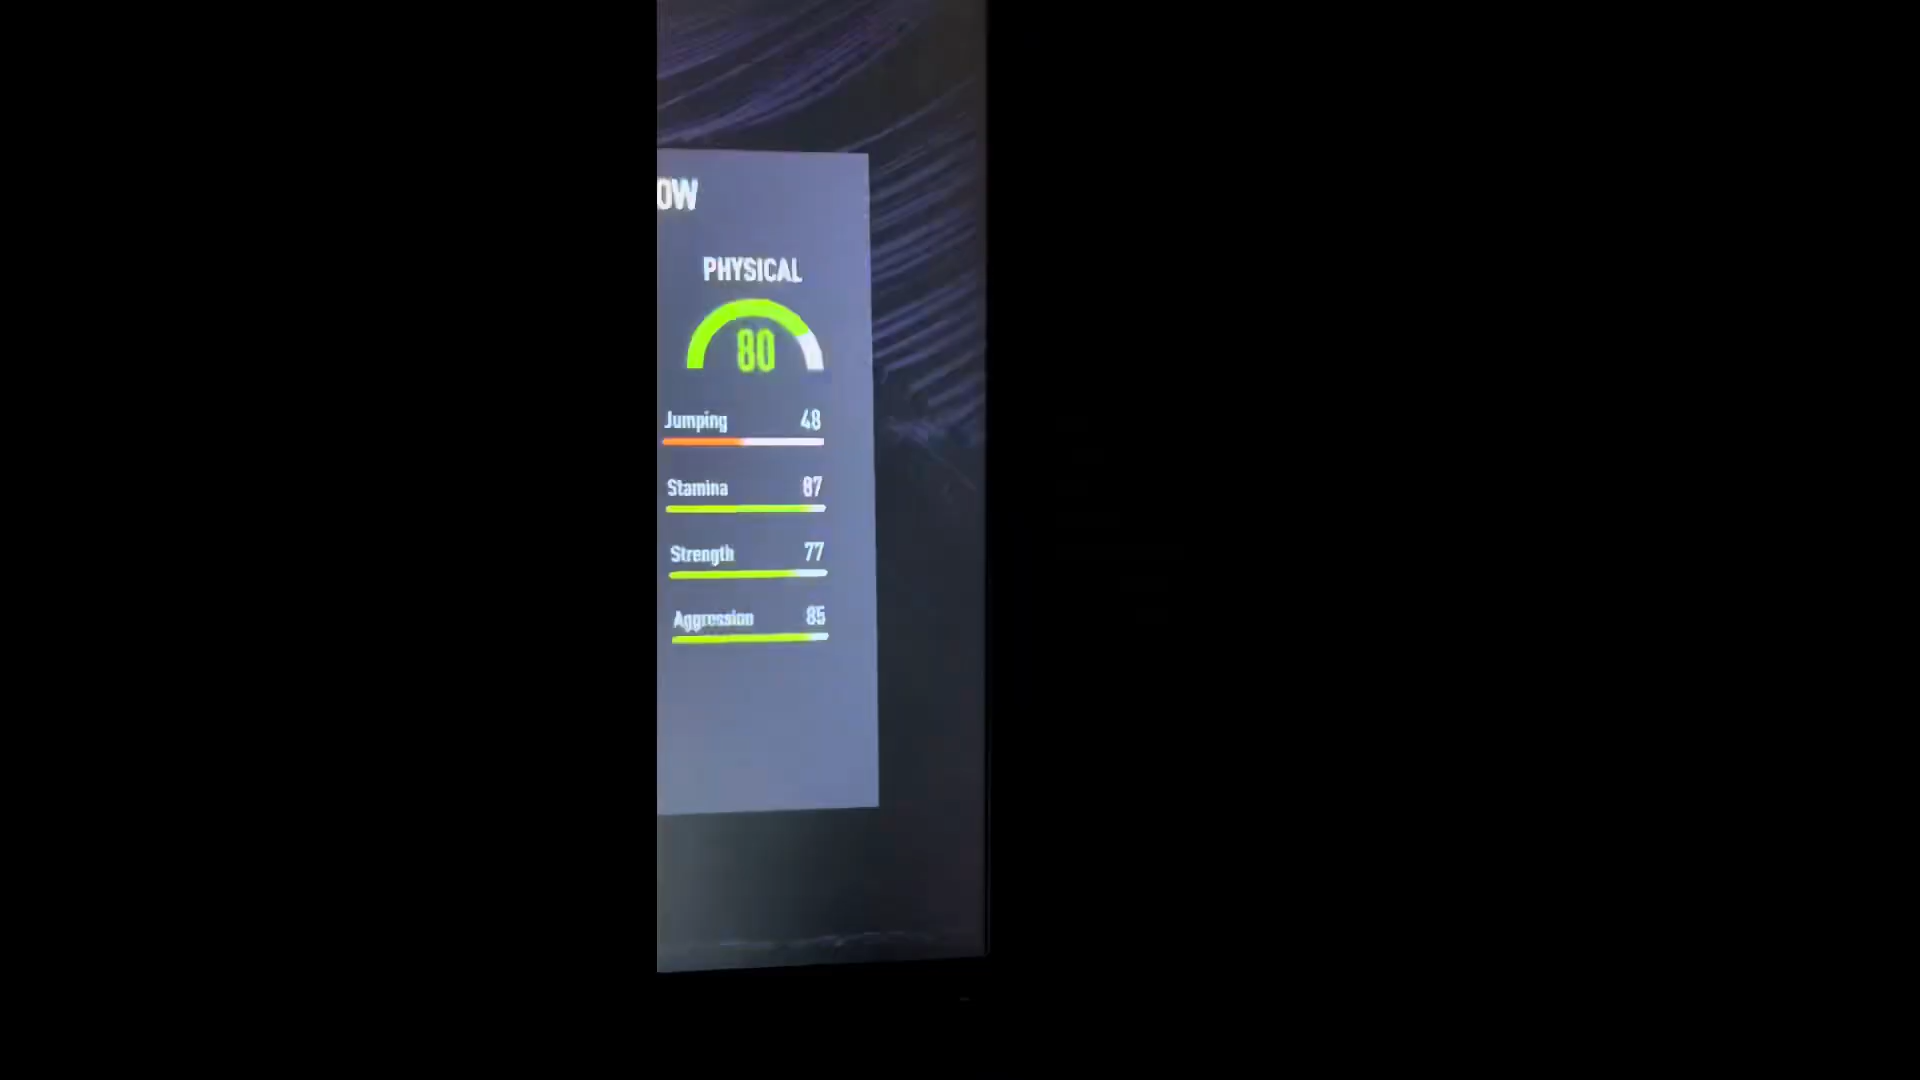 OW
PHYSICAL
80
Jumping 48
Stamina 87
Strength 77
Aggression 85